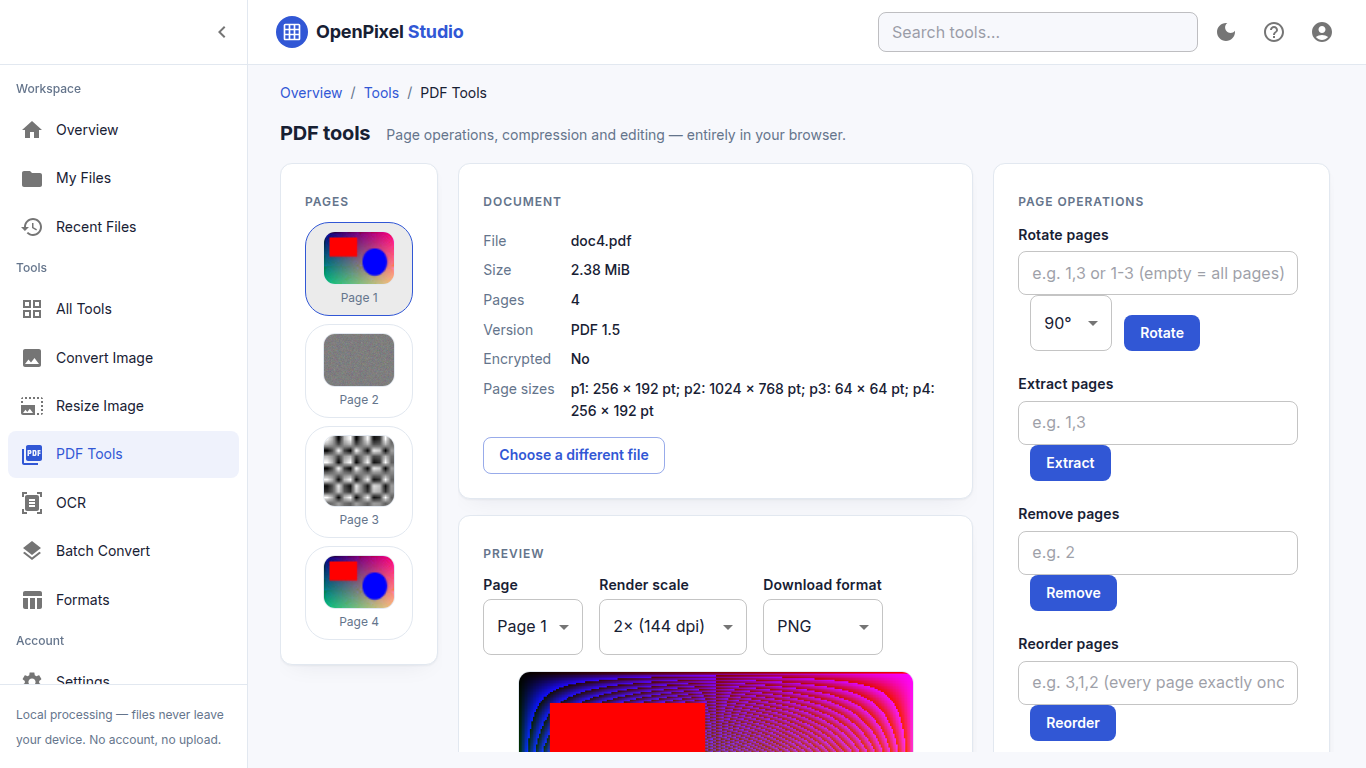 OpenPixel Studio
Search tools...
Workspace
Overview
My Files
Recent Files
Tools
All Tools
Convert Image
Resize Image
PDF Tools
OCR
Batch Convert
Formats
Account
Settings
Local processing — files never leave
your device. No account, no upload.
Overview / Tools / PDF Tools
PDF tools Page operations, compression and editing — entirely in your browser.
PAGES
Page 1
Page 2
Page 3
Page 4
DOCUMENT
File doc4.pdf
Size 2.38 MiB
Pages 4
Version PDF 1.5
Encrypted No
Page sizes p1: 256 × 192 pt; p2: 1024 × 768 pt; p3: 64 × 64 pt; p4:
256 × 192 pt
Choose a different file
PREVIEW
Page Render scale Download format
Page 1 2× (144 dpi) PNG
PAGE OPERATIONS
Rotate pages
e.g. 1,3 or 1-3 (empty = all pages)
90° Rotate
Extract pages
e.g. 1,3
Extract
Remove pages
e.g. 2
Remove
Reorder pages
e.g. 3,1,2 (every page exactly onc
Reorder